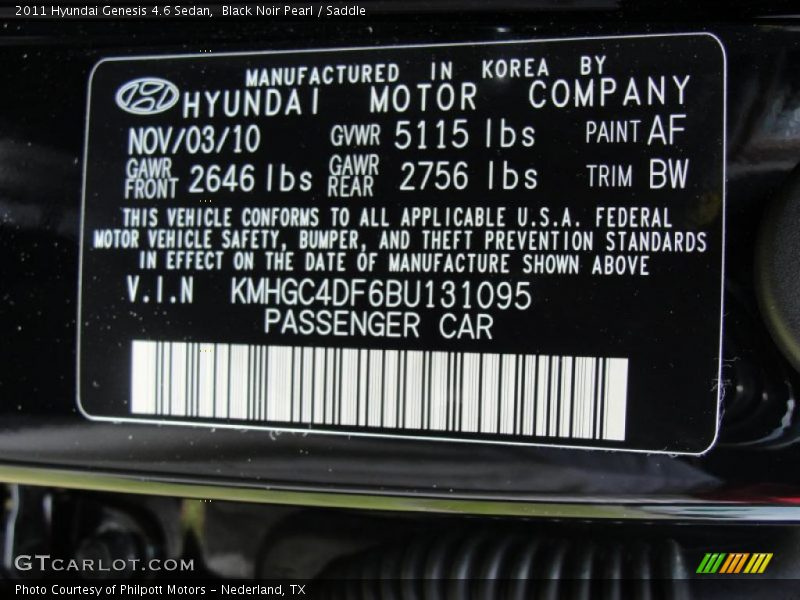 2011 Hyundai Genesis 4.6 Sedan,  Black Noir Pearl / Saddle
MANUFACTURED IN KOREA BY
HYUNDAI MOTOR COMPANY
NOV/03/10 GVWR 5115 lbs PAINT AF
GAWR FRONT 2646 lbs GAWR REAR 2756 lbs TRIM BW
THIS VEHICLE CONFORMS TO ALL APPLICABLE U.S.A. FEDERAL
MOTOR VEHICLE SAFETY, BUMPER, AND THEFT PREVENTION STANDARDS
IN EFFECT ON THE DATE OF MANUFACTURE SHOWN ABOVE
V.I.N KMHGC4DF6BU131095
PASSENGER CAR
GTCARLOT.COM
Photo Courtesy of Philpott Motors - Nederland, TX